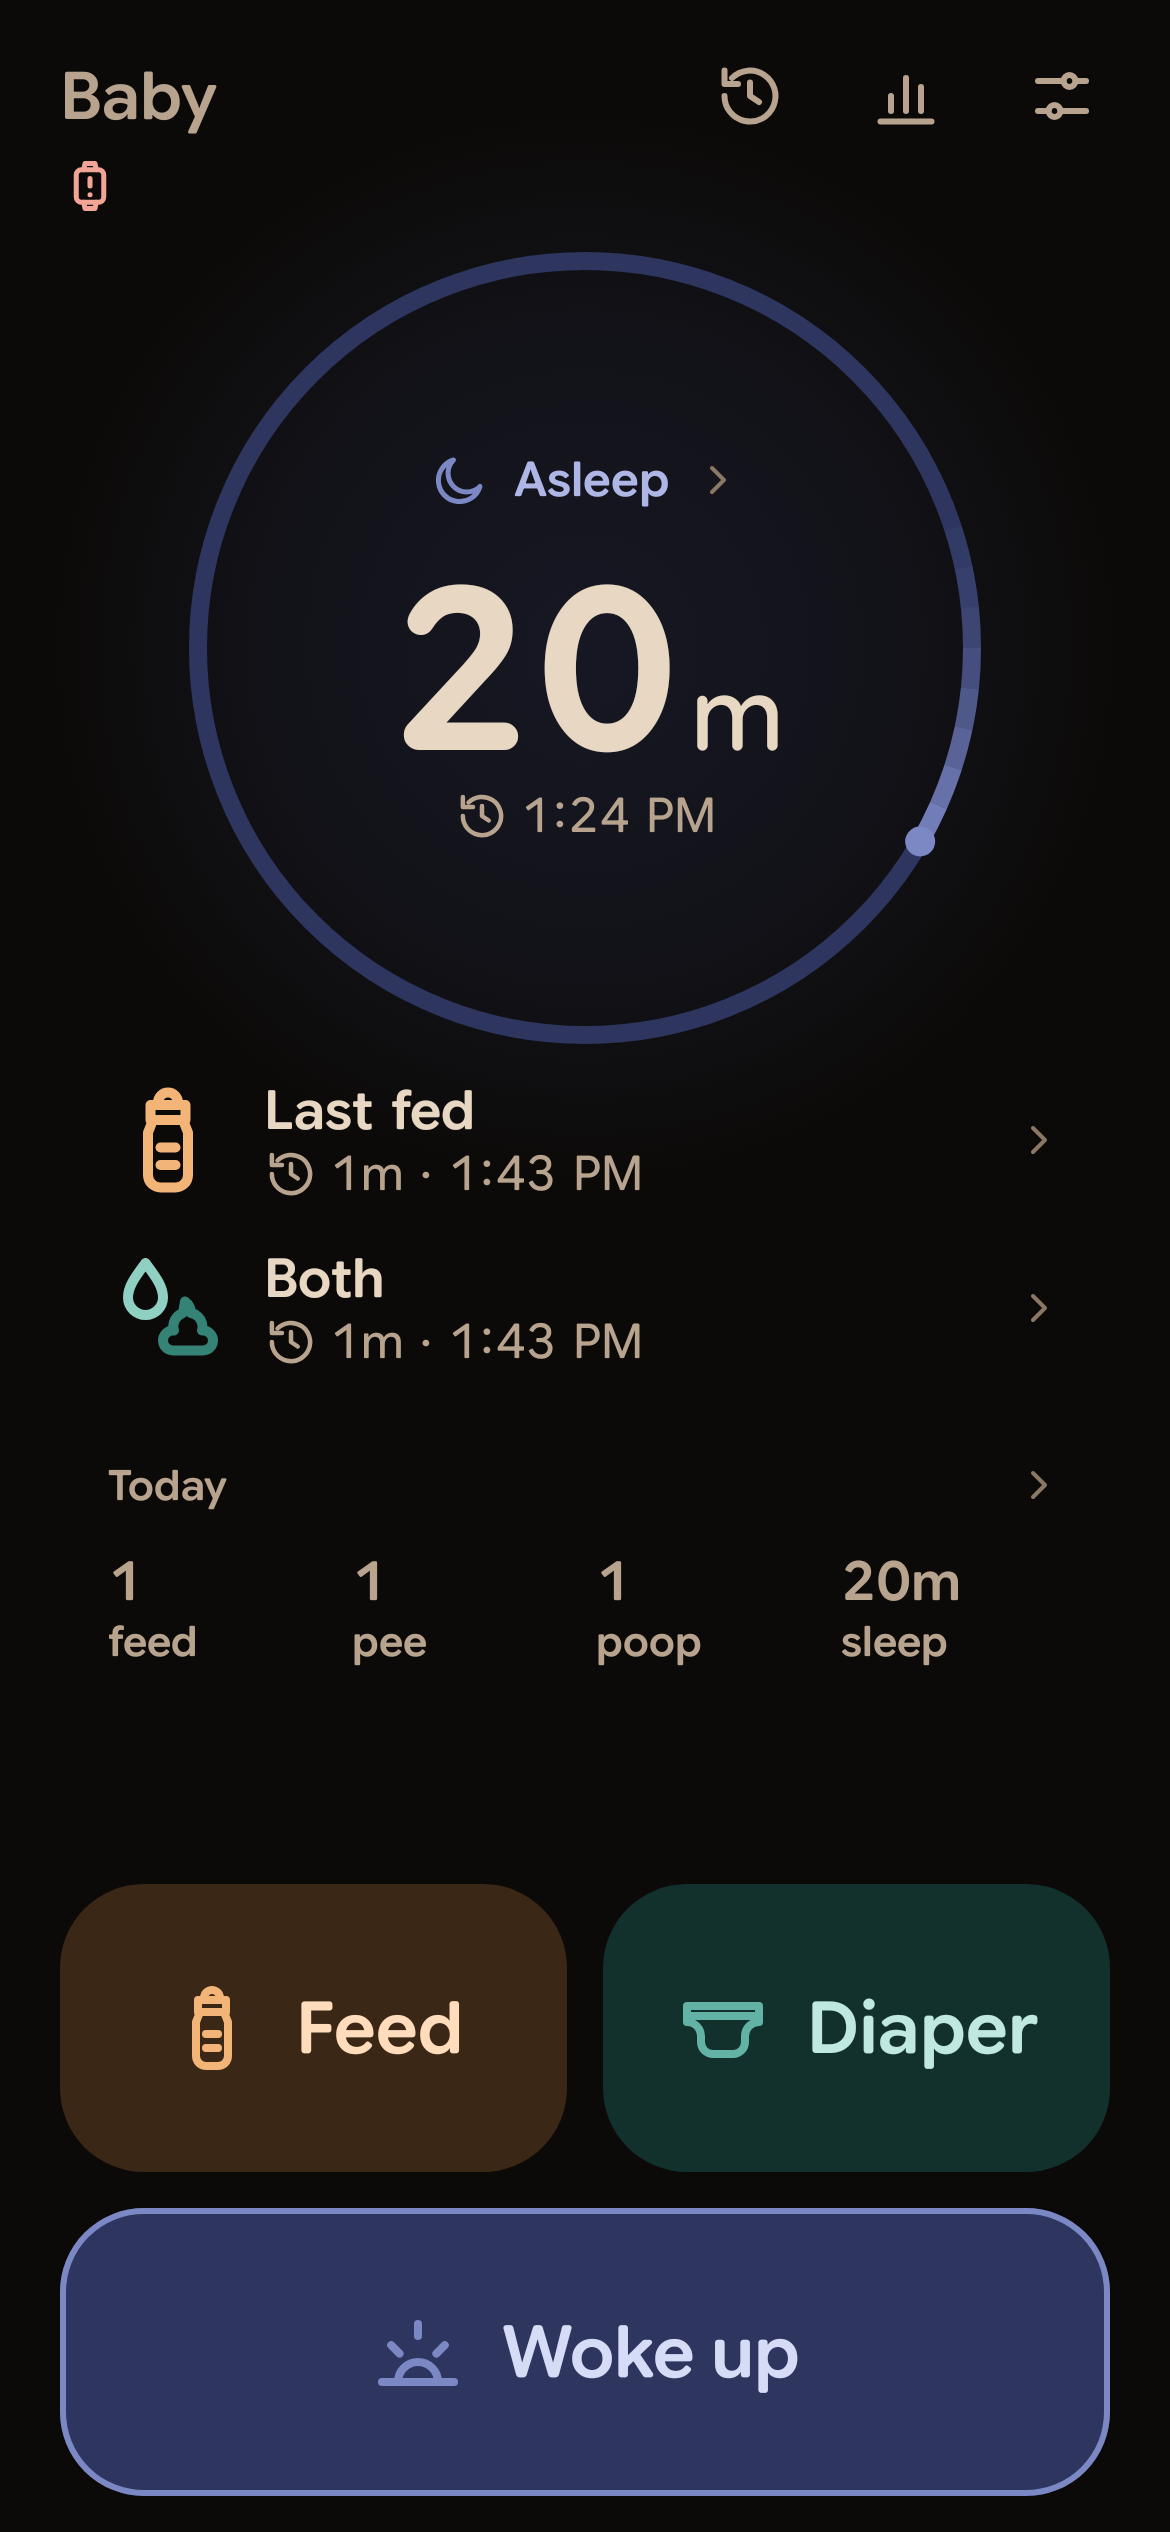 Baby
Asleep
20m
1:24 PM
Last fed
1m · 1:43 PM
Both
1m · 1:43 PM
Today
1 1 1 20m
feed pee poop sleep
Feed Diaper
Woke up